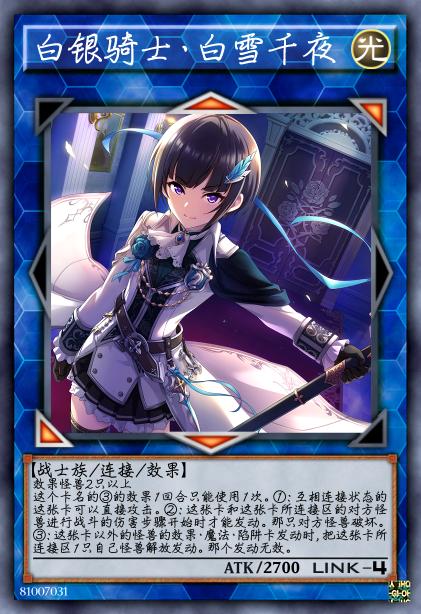 白银骑士·白雪千夜
光
【战士族/连接/效果】
效果怪兽2只以上
这个卡名的③的效果1回合只能使用1次。①:互相连接状态的
这张卡可以直接攻击。②:这张卡和这张卡所连接区的对方怪
兽进行战斗的伤害步骤开始时才能发动。那只对方怪兽破坏。
③:这张卡以外的怪兽的效果·魔法·陷阱卡发动时,把这张卡所
连接区1只自己怪兽解放发动。那个发动无效。
ATK/2700 LINK-4
81007031